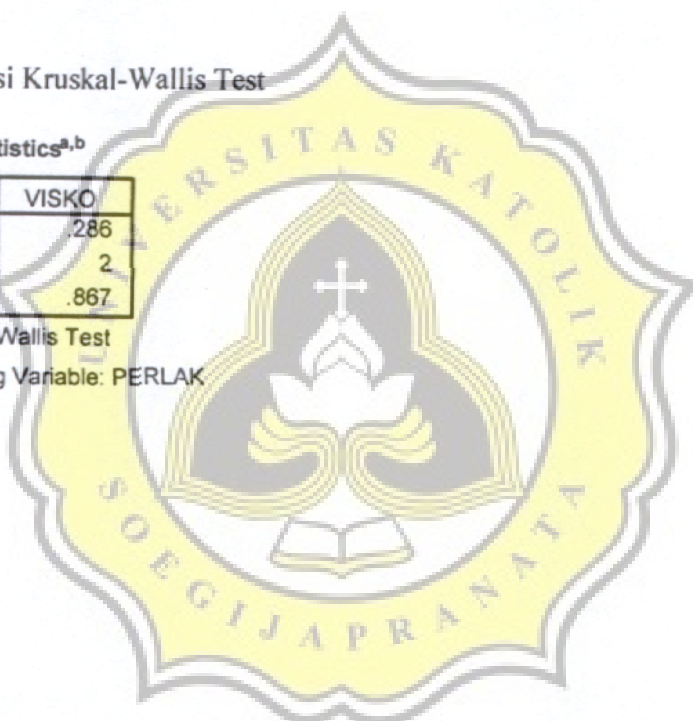 si Kruskal-Wallis Test
tistics a,b
VISKO
.286
2
.867
Wallis Test
g Variable: PERLAK
UNIVERSITAS KATOLIK
SOEGIJAPRANATA